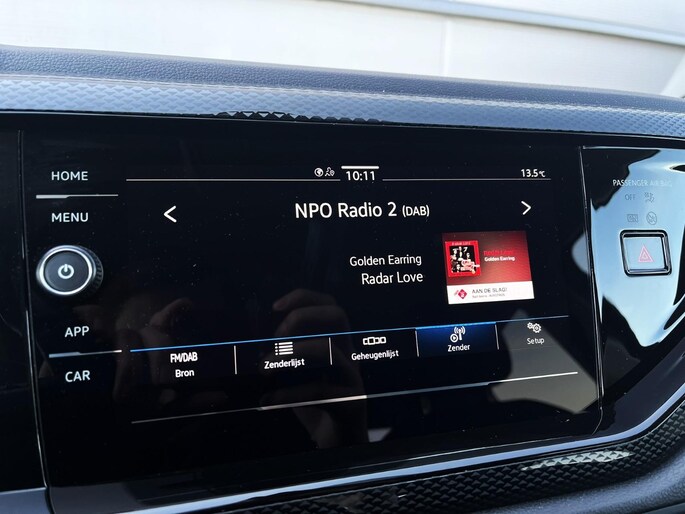 HOME
MENU
APP
CAR
10:11
13.5°C
NPO Radio 2 (DAB)
Golden Earring
Radar Love
Golden Earring
AAN DE SLAG!
FM/DAB
Bron
Zenderlijst
Geheugenlijst
Zender
Setup
PASSENGER AIR BAG
OFF